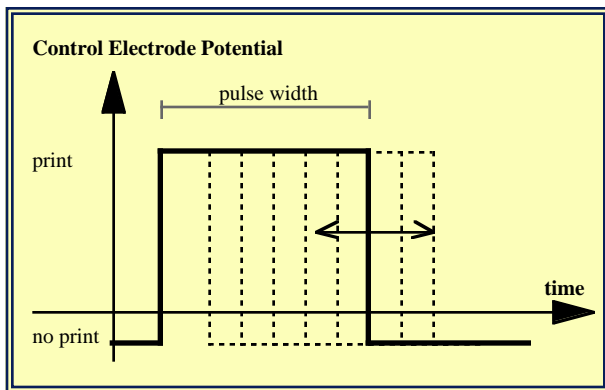 Control Electrode Potential
pulse width
print
time
no print